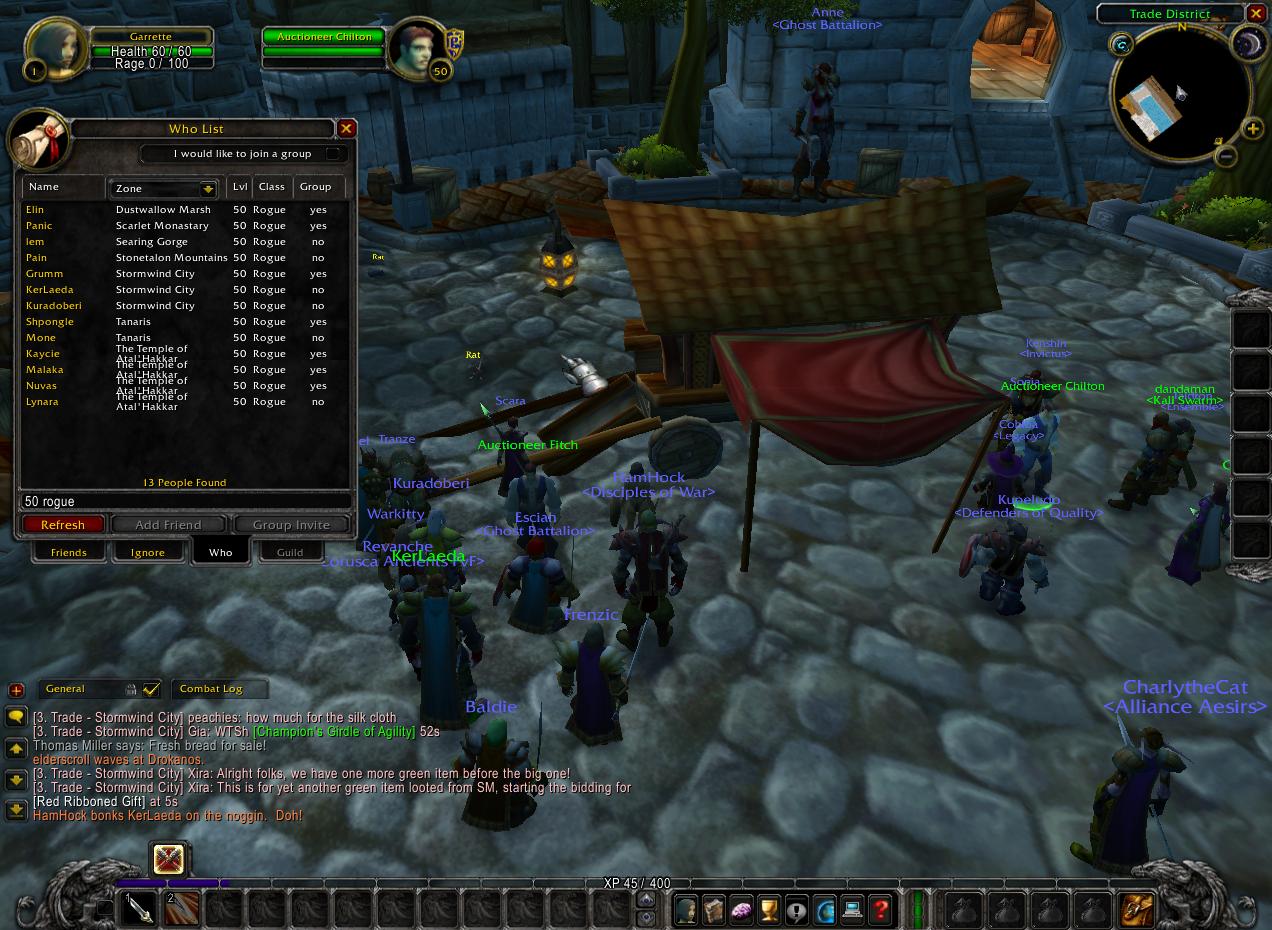 Anne
<Ghost Battalion>
Trade District
N
Garrette
Health 60 / 60
Rage 0 / 100
1
Auctioneer Chilton
50
Who List
I would like to join a group
Name Zone Lvl Class Group
Elin Dustwallow Marsh 50 Rogue yes
Panic Scarlet Monastary 50 Rogue yes
Iem Searing Gorge 50 Rogue no
Pain Stonetalon Mountains 50 Rogue no
Grumm Stormwind City 50 Rogue yes
KerLaeda Stormwind City 50 Rogue no
Kuradoberi Stormwind City 50 Rogue no
Shpongle Tanaris 50 Rogue yes
Mone Tanaris 50 Rogue no
Kaycie The Temple of Atal'Hakkar 50 Rogue yes
Malaka The Temple of Atal'Hakkar 50 Rogue yes
Nuvas The Temple of Atal'Hakkar 50 Rogue yes
Lynara The Temple of Atal'Hakkar 50 Rogue no
13 People Found
50 rogue
Refresh Add Friend Group Invite
Friends Ignore Who Guild
Rat
Rat
Kenshin
<Invictus>
Auctioneer Chilton
dandaman
<Kall Swarm>
<Ensemble>
Scara
<Legacy>
el Tranze
Auctioneer Fitch
Kuradoberi
HamHock
<Disciples of War>
Kupeludo
<Defenders of Quality>
Warkitty
Escian
<Ghost Battalion>
Revanche
KerLaeda
Frenzic
CharlytheCat
<Alliance Aesirs>
Baldie
General Combat Log
[3. Trade - Stormwind City] peachies: how much for the silk cloth
[3. Trade - Stormwind City] Gia: WTSh [Champion's Girdle of Agility] 52s
Thomas Miller says: Fresh bread for sale!
elderscroll waves at Drokanos.
[3. Trade - Stormwind City] Xira: Alright folks, we have one more green item before the big one!
[3. Trade - Stormwind City] Xira: This is for yet another green item looted from SM, starting the bidding for
[Red Ribboned Gift] at 5s
HamHock bonks KerLaeda on the noggin. Doh!
XP 45 / 400
1 2